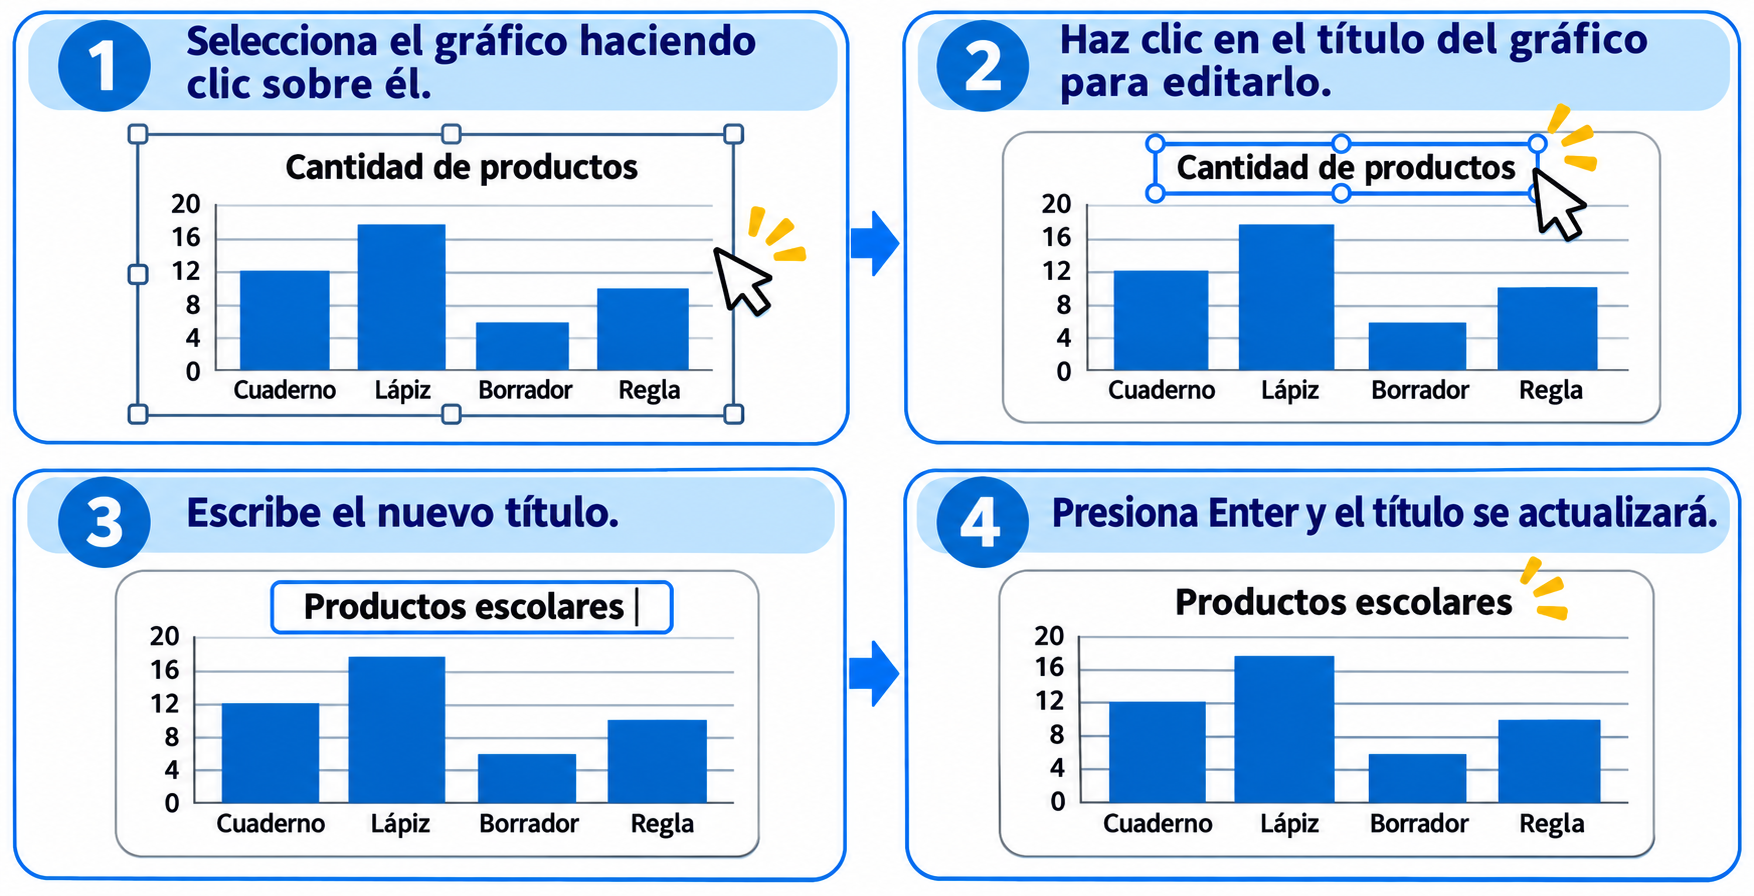 1
Selecciona el gráfico haciendo
clic sobre él.
Cantidad de productos
20
16
12
8
4
0
Cuaderno Lápiz Borrador Regla
2
Haz clic en el título del gráfico
para editarlo.
Cantidad de productos
20
16
12
8
4
0
Cuaderno Lápiz Borrador Regla
3
Escribe el nuevo título.
Productos escolares
20
16
12
8
4
0
Cuaderno Lápiz Borrador Regla
4
Presiona Enter y el título se actualizará.
Productos escolares
20
16
12
8
4
0
Cuaderno Lápiz Borrador Regla